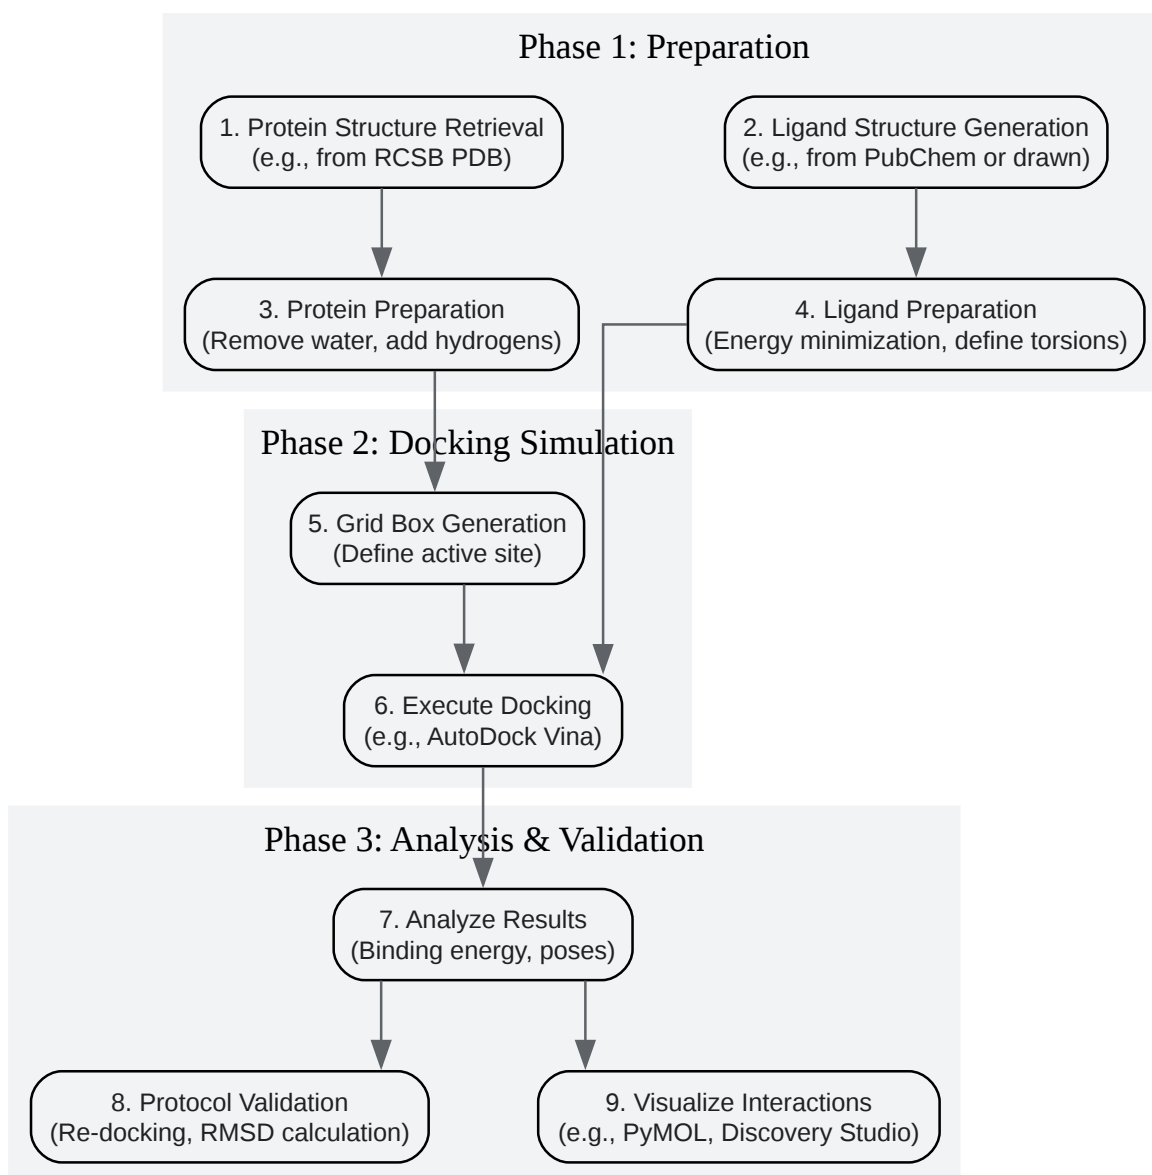 Phase 1: Preparation
1. Protein Structure Retrieval
(e.g., from RCSB PDB)
2. Ligand Structure Generation
(e.g., from PubChem or drawn)
3. Protein Preparation
(Remove water, add hydrogens)
4. Ligand Preparation
(Energy minimization, define torsions)
Phase 2: Docking Simulation
5. Grid Box Generation
(Define active site)
6. Execute Docking
(e.g., AutoDock Vina)
Phase 3: Analysis & Validation
7. Analyze Results
(Binding energy, poses)
8. Protocol Validation
(Re-docking, RMSD calculation)
9. Visualize Interactions
(e.g., PyMOL, Discovery Studio)